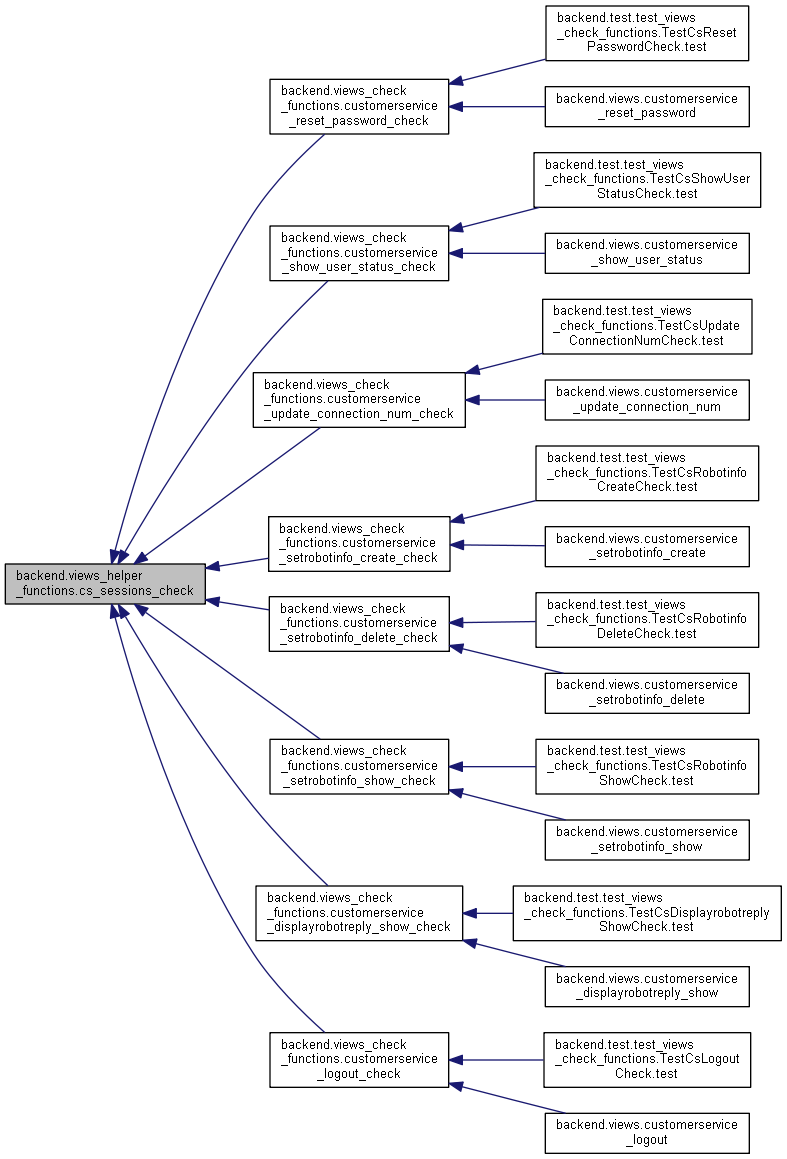 backend.test.test_views
_check_functions.TestCsReset
PasswordCheck.test
backend.views_check
_functions.customerservice
_reset_password_check
backend.views.customerservice
_reset_password
backend.test.test_views
_check_functions.TestCsShowUser
StatusCheck.test
backend.views_check
_functions.customerservice
_show_user_status_check
backend.views.customerservice
_show_user_status
backend.test.test_views
_check_functions.TestCsUpdate
ConnectionNumCheck.test
backend.views_check
_functions.customerservice
_update_connection_num_check
backend.views.customerservice
_update_connection_num
backend.test.test_views
_check_functions.TestCsRobotinfo
CreateCheck.test
backend.views_check
_functions.customerservice
_setrobotinfo_create_check
backend.views.customerservice
_setrobotinfo_create
backend.views_helper
_functions.cs_sessions_check
backend.test.test_views
_check_functions.TestCsRobotinfo
DeleteCheck.test
backend.views_check
_functions.customerservice
_setrobotinfo_delete_check
backend.views.customerservice
_setrobotinfo_delete
backend.test.test_views
_check_functions.TestCsRobotinfo
ShowCheck.test
backend.views_check
_functions.customerservice
_setrobotinfo_show_check
backend.views.customerservice
_setrobotinfo_show
backend.test.test_views
_check_functions.TestCsDisplayrobotreply
ShowCheck.test
backend.views_check
_functions.customerservice
_displayrobotreply_show_check
backend.views.customerservice
_displayrobotreply_show
backend.test.test_views
_check_functions.TestCsLogout
Check.test
backend.views_check
_functions.customerservice
_logout_check
backend.views.customerservice
_logout